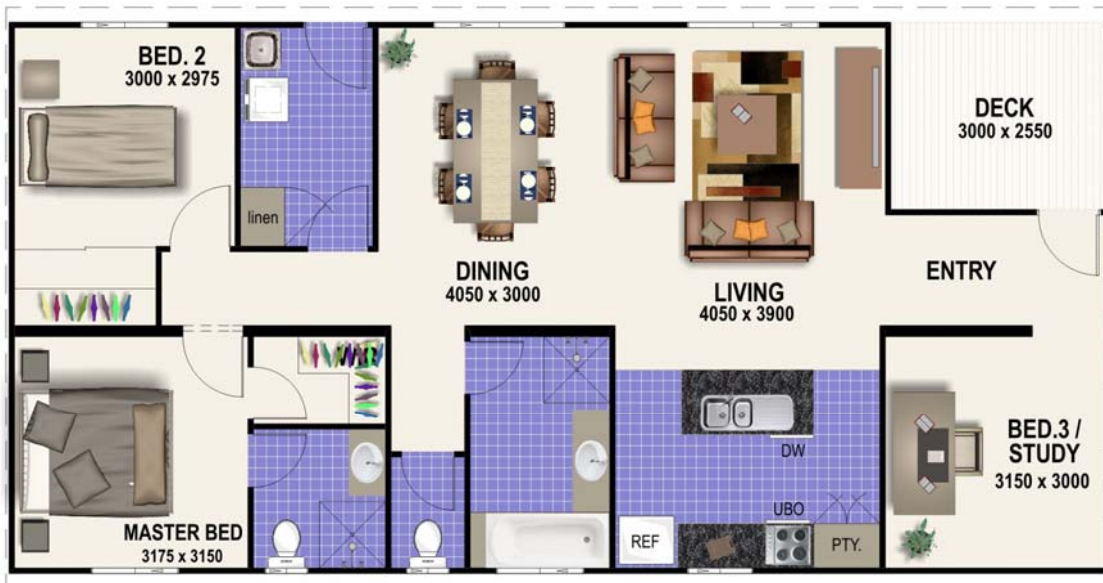 BED. 2
3000 x 2975
linen
DINING
4050 x 3000
LIVING
4050 x 3900
DECK
3000 x 2550
ENTRY
MASTER BED
3175 x 3150
REF
DW
UBO
PTY.
BED.3 /
STUDY
3150 x 3000